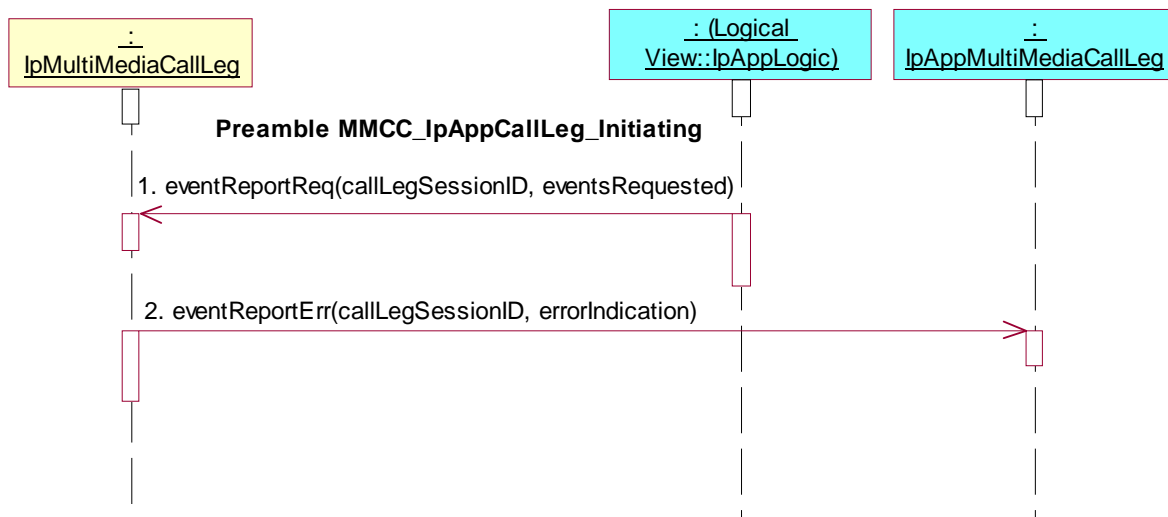 :
IpMultiMediaCallLeg
: (Logical
View::IpAppLogic)
:
IpAppMultiMediaCallLeg
Preamble MMCC_IpAppCallLeg_Initiating
1. eventReportReq(callLegSessionID, eventsRequested)
2. eventReportErr(callLegSessionID, errorIndication)